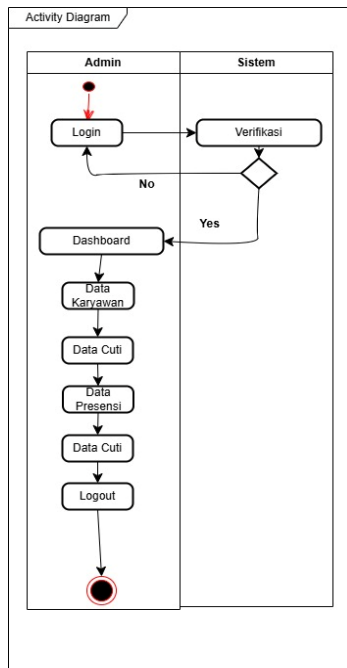 Activity Diagram
Admin
Sistem
Login
Verifikasi
No
Yes
Dashboard
Data
Karyawan
Data Cuti
Data
Presensi
Data Cuti
Logout